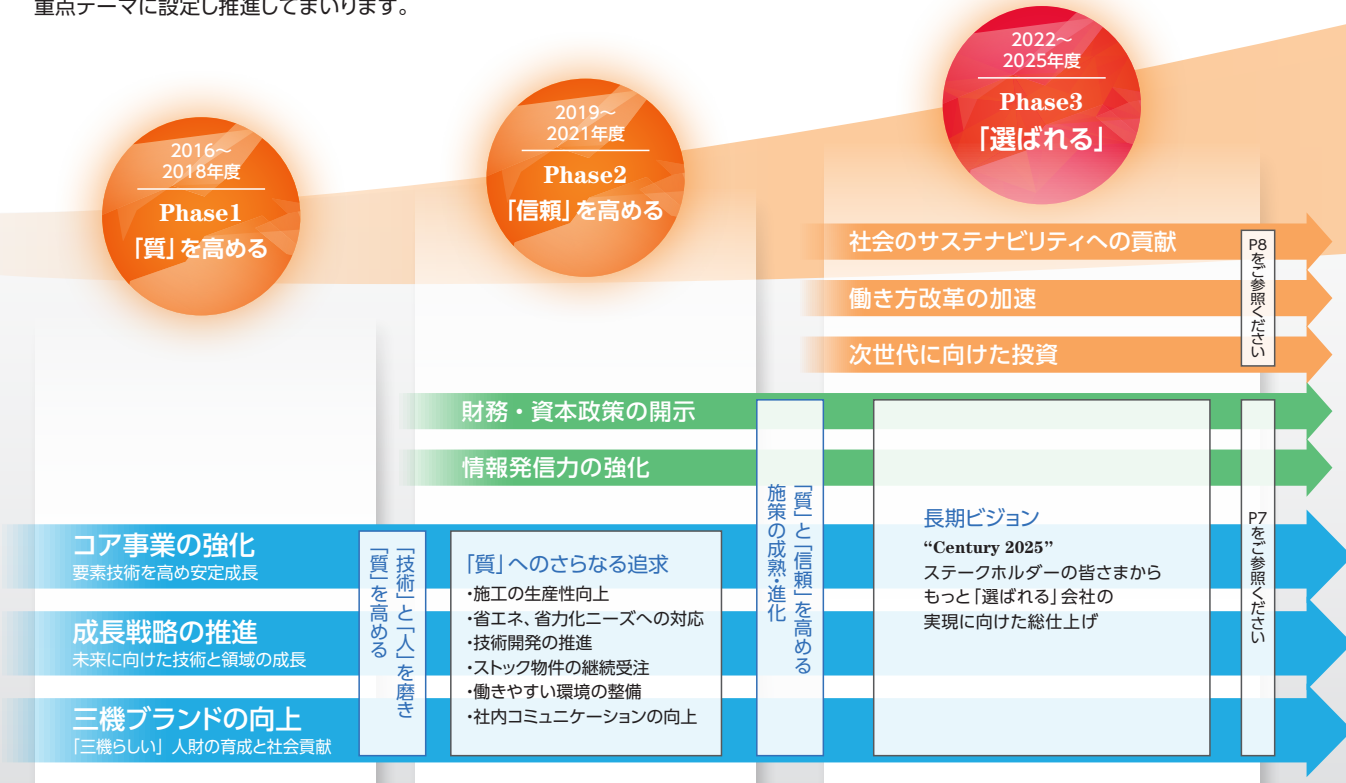 重点テーマに設定し推進してまいります。
2016～
2018年度
Phase1
「質」を高める
2019～
2021年度
Phase2
「信頼」を高める
2022～
2025年度
Phase3
「選ばれる」
社会のサステナビリティへの貢献
働き方改革の加速
次世代に向けた投資
P8をご参照ください
財務・資本政策の開示
情報発信力の強化
コア事業の強化
要素技術を高め安定成長
成長戦略の推進
未来に向けた技術と領域の成長
三機ブランドの向上
「三機らしい」人財の育成と社会貢献
「技術」と「人」を磨き
「質」を高める
「質」へのさらなる追求
・施工の生産性向上
・省エネ、省力化ニーズへの対応
・技術開発の推進
・ストック物件の継続受注
・働きやすい環境の整備
・社内コミュニケーションの向上
「質」と「信頼」を高める
施策の成熟・進化
長期ビジョン
“Century 2025”
ステークホルダーの皆さまから
もっと「選ばれる」会社の
実現に向けた総仕上げ
P7をご参照ください